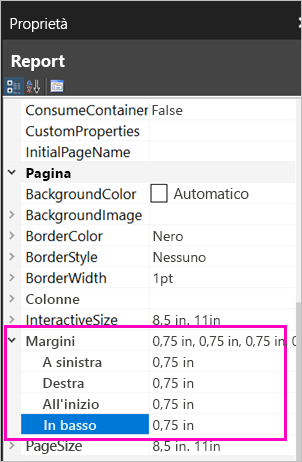 Proprietà
Report
ConsumeContainer False
CustomProperties
InitialPageName
Pagina
BackgroundColor Automatico
BackgroundImage
BorderColor Nero
BorderStyle Nessuno
BorderWidth 1pt
Colonne
InteractiveSize 8,5 in. 11in
Margini 0,75 in, 0,75 in, 0,75 in, 0
A sinistra 0,75 in
Destra 0,75 in
All'inizio 0,75 in
In basso 0,75 in
PageSize 8,5 in. 11in